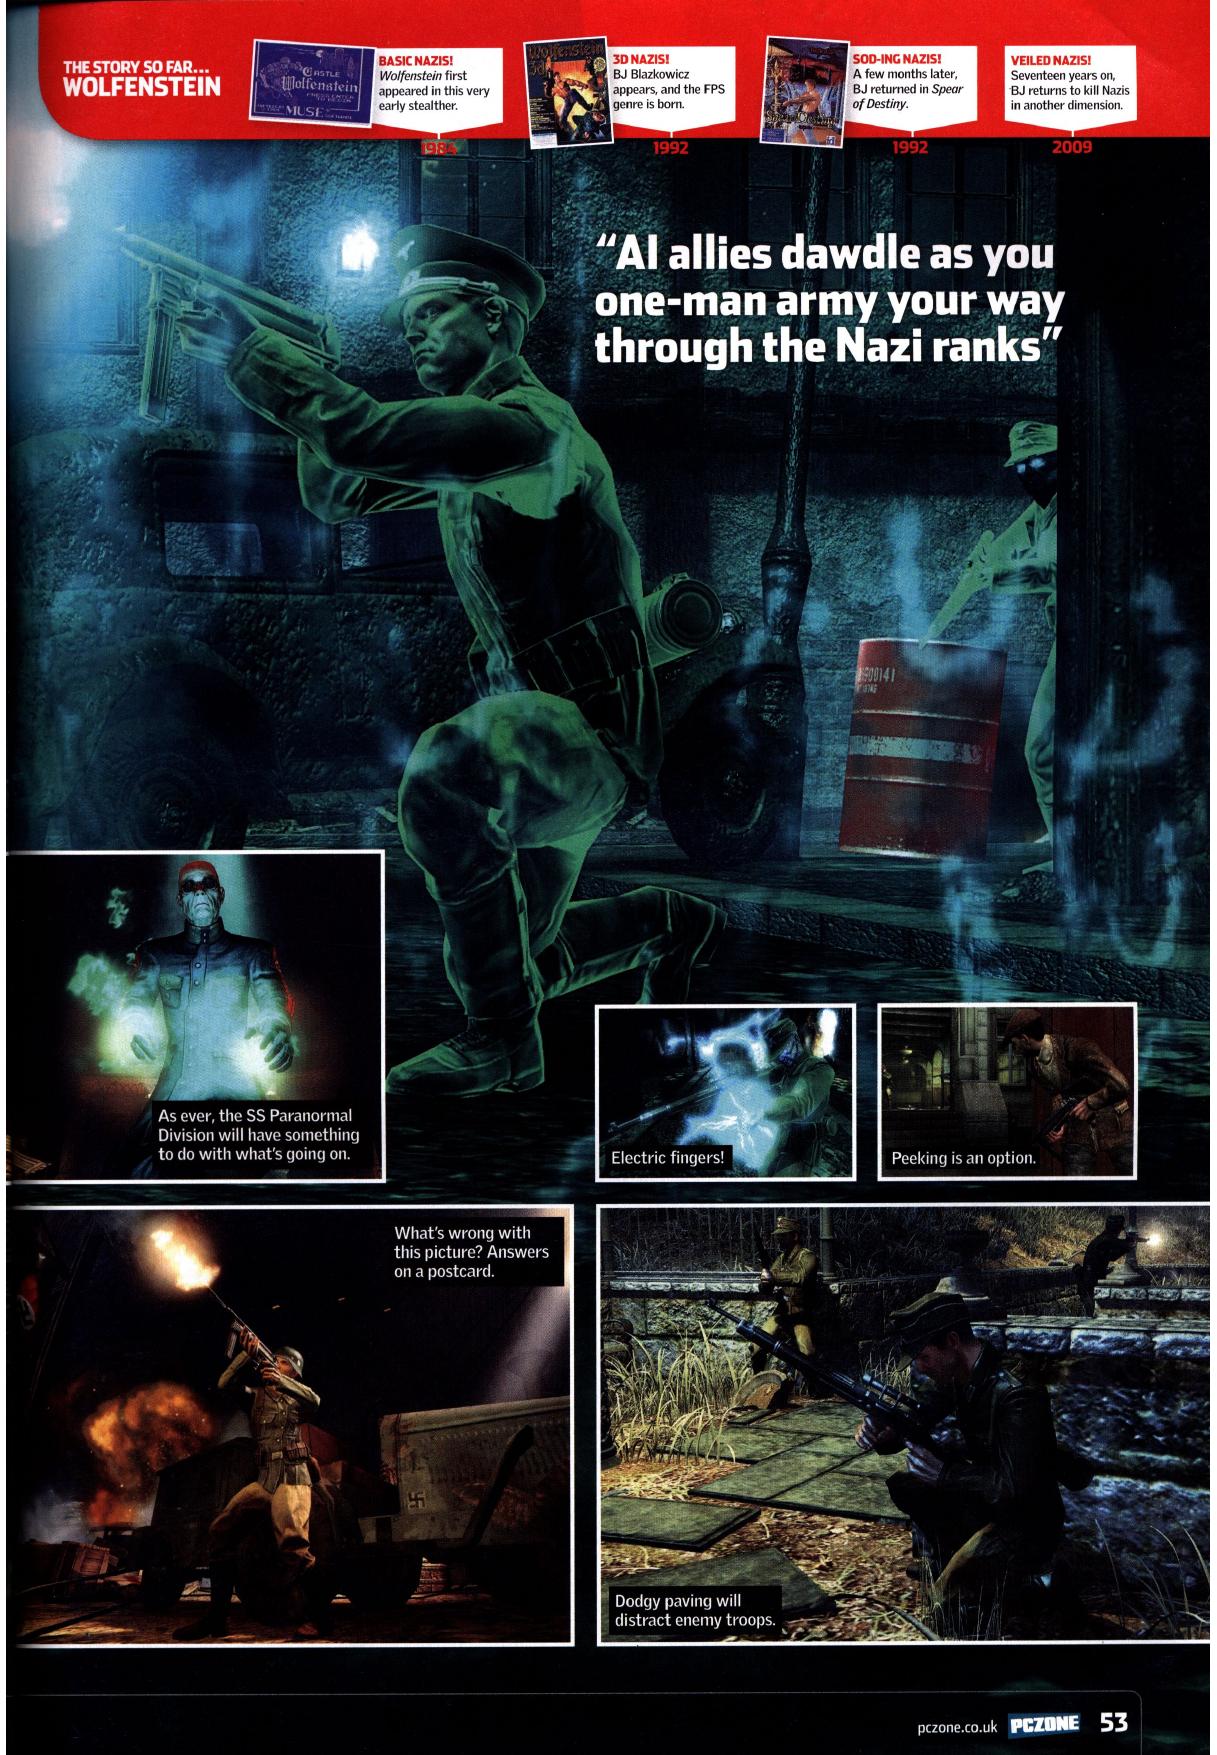 THE STORY SO FAR...
WOLFENSTEIN
CASTLE
Wolfenstein
MUSE
BASIC NAZIS!
Wolfenstein first
appeared in this very
early stealther.
1984
Wolfenstein
3D
3D NAZIS!
BJ Blazkowicz
appears, and the FPS
genre is born.
1992
SOD-ING NAZIS!
A few months later,
BJ returned in Spear
of Destiny.
1992
VEILED NAZIS!
Seventeen years on,
BJ returns to kill Nazis
in another dimension.
2009
“AI allies dawdle as you
one-man army your way
through the Nazi ranks”
As ever, the SS Paranormal
Division will have something
to do with what's going on.
Electric fingers!
Peeking is an option.
What's wrong with
this picture? Answers
on a postcard.
Dodgy paving will
distract enemy troops.
pczone.co.uk PCZONE 53